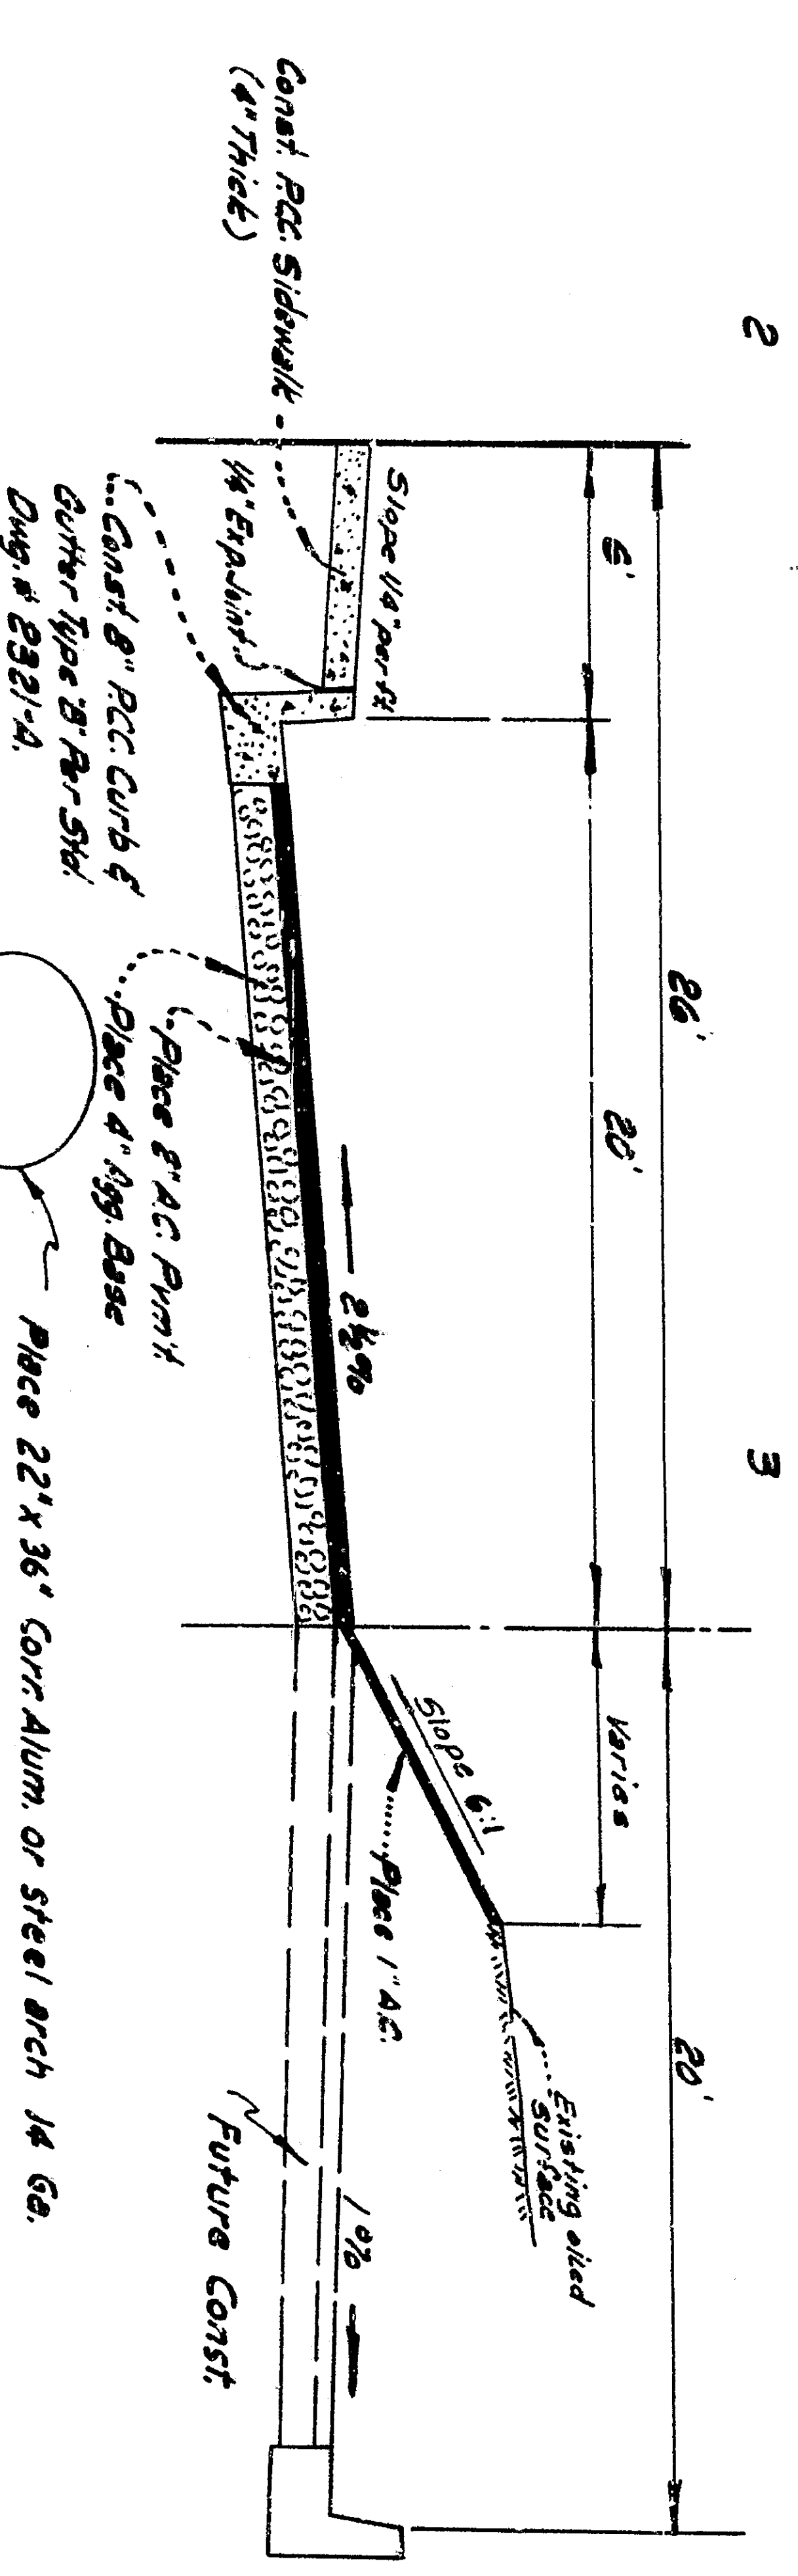 2
3
26'
20'
6'
20'
Varies
Slope 1/4" per ft
Const. P.C.C. Sidewalk
(4" Thick)
1/4" Exp. Joint
Const. 8" P.C.C. Curb &
Gutter Type "B" Per Std.
Dwg. # 2321-A.
2½%
Place 2" A.C. Pvm't
Place 4" Agg. Base
Slope 6:1
Place 1" A.C.
Existing oiled
surface
1%
Future Const.
Place 22" x 36" Corr. Alum. or steel arch 14 Ga.